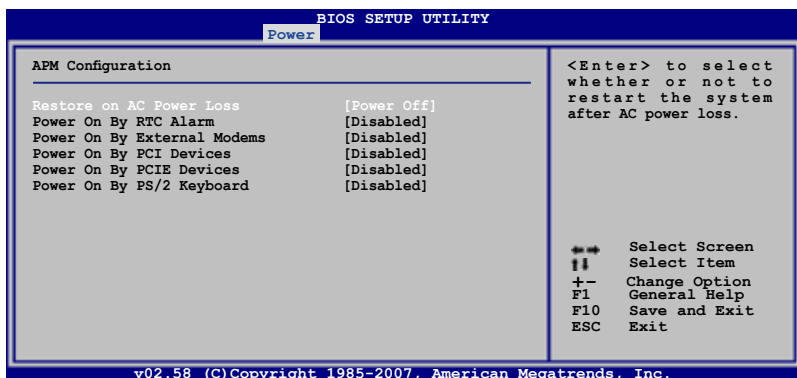 BIOS SETUP UTILITY
Power
APM Configuration
Restore on AC Power Loss [Power Off]
Power On By RTC Alarm [Disabled]
Power On By External Modems [Disabled]
Power On By PCI Devices [Disabled]
Power On By PCIE Devices [Disabled]
Power On By PS/2 Keyboard [Disabled]
<Enter> to select
whether or not to
restart the system
after AC power loss.
←→ Select Screen
↑↓ Select Item
+- Change Option
F1 General Help
F10 Save and Exit
ESC Exit
v02.58 (C)Copyright 1985-2007, American Megatrends, Inc.